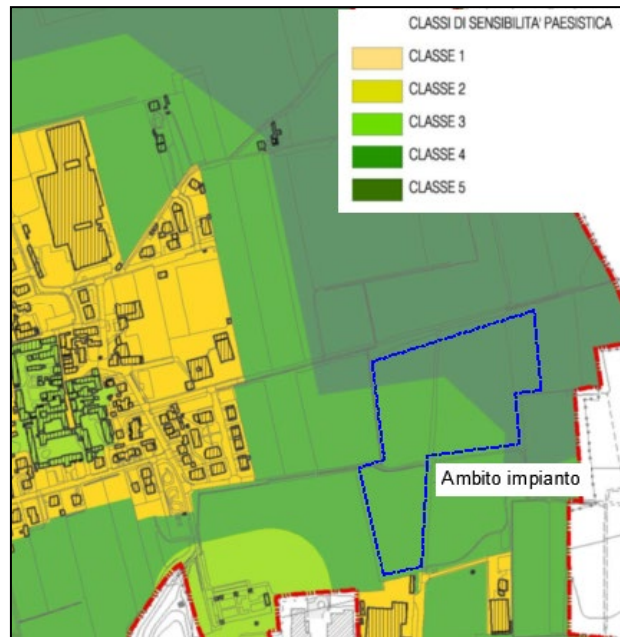 CLASSI DI SENSIBILITA' PAESISTICA
CLASSE 1
CLASSE 2
CLASSE 3
CLASSE 4
CLASSE 5
Ambito impianto